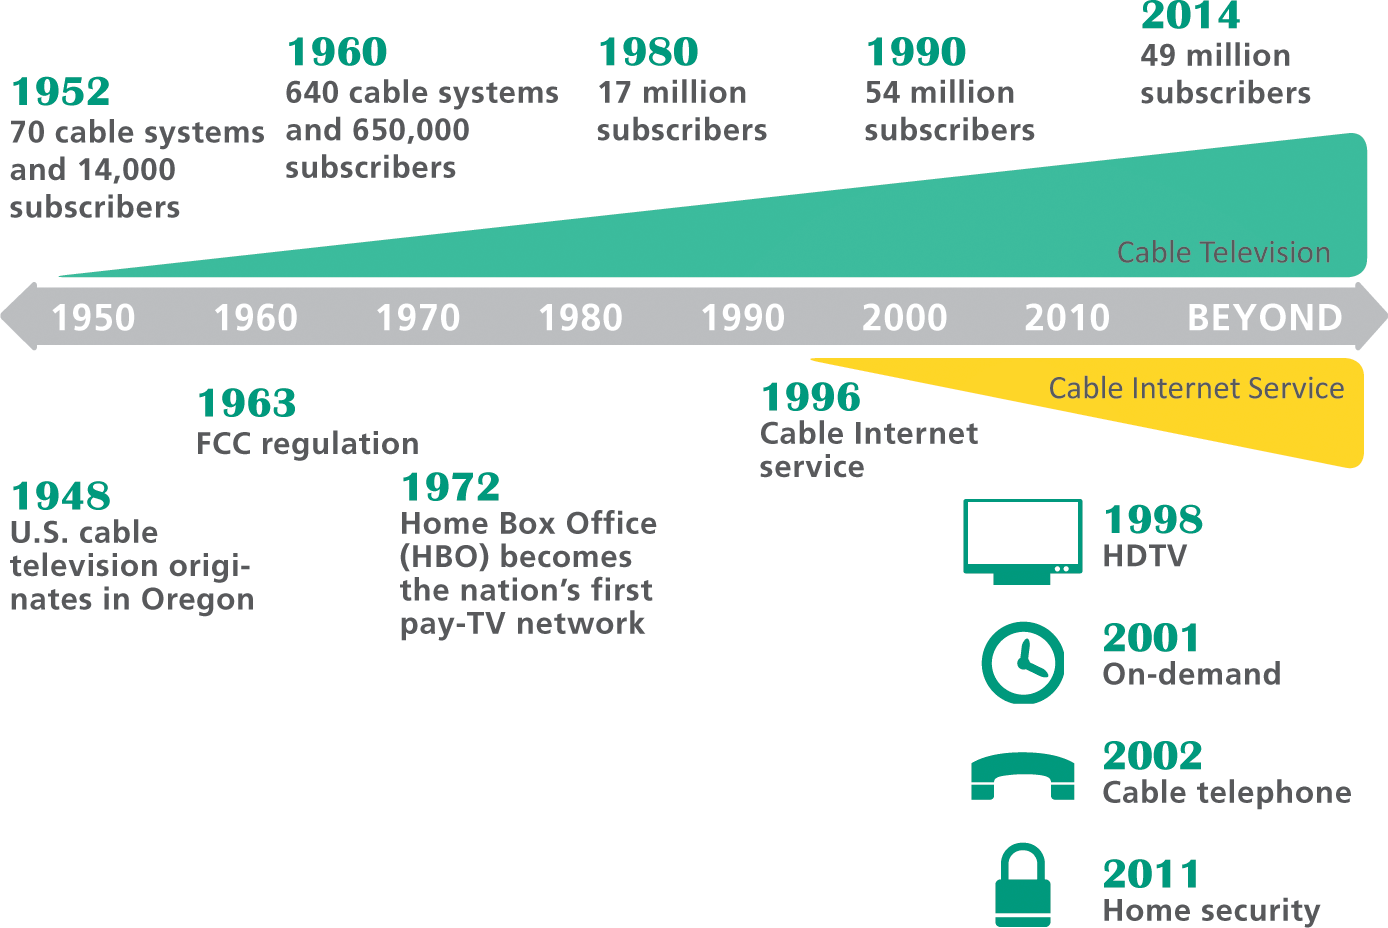 1952
70 cable systems
and 14,000
subscribers
1960
640 cable systems
and 650,000
subscribers
1980
17 million
subscribers
1990
54 million
subscribers
2014
49 million
subscribers
Cable Television
1950 1960 1970 1980 1990 2000 2010 BEYOND
Cable Internet Service
1948
U.S. cable
television origi-
nates in Oregon
1963
FCC regulation
1972
Home Box Office
(HBO) becomes
the nation’s first
pay-TV network
1996
Cable Internet
service
1998
HDTV
2001
On-demand
2002
Cable telephone
2011
Home security